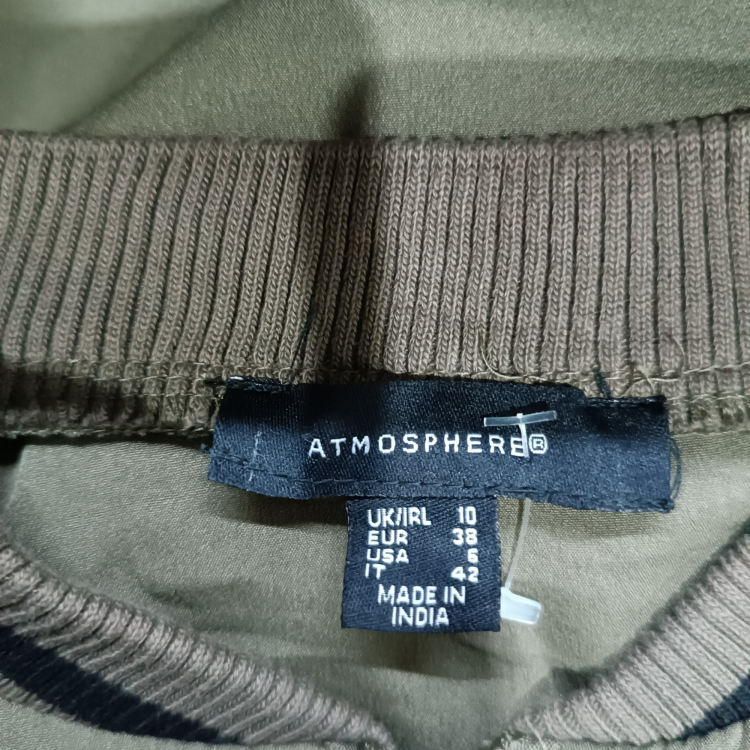 ATMOSPHERE®
UK/IRL 10
EUR 38
USA 6
IT 42
MADE IN
INDIA